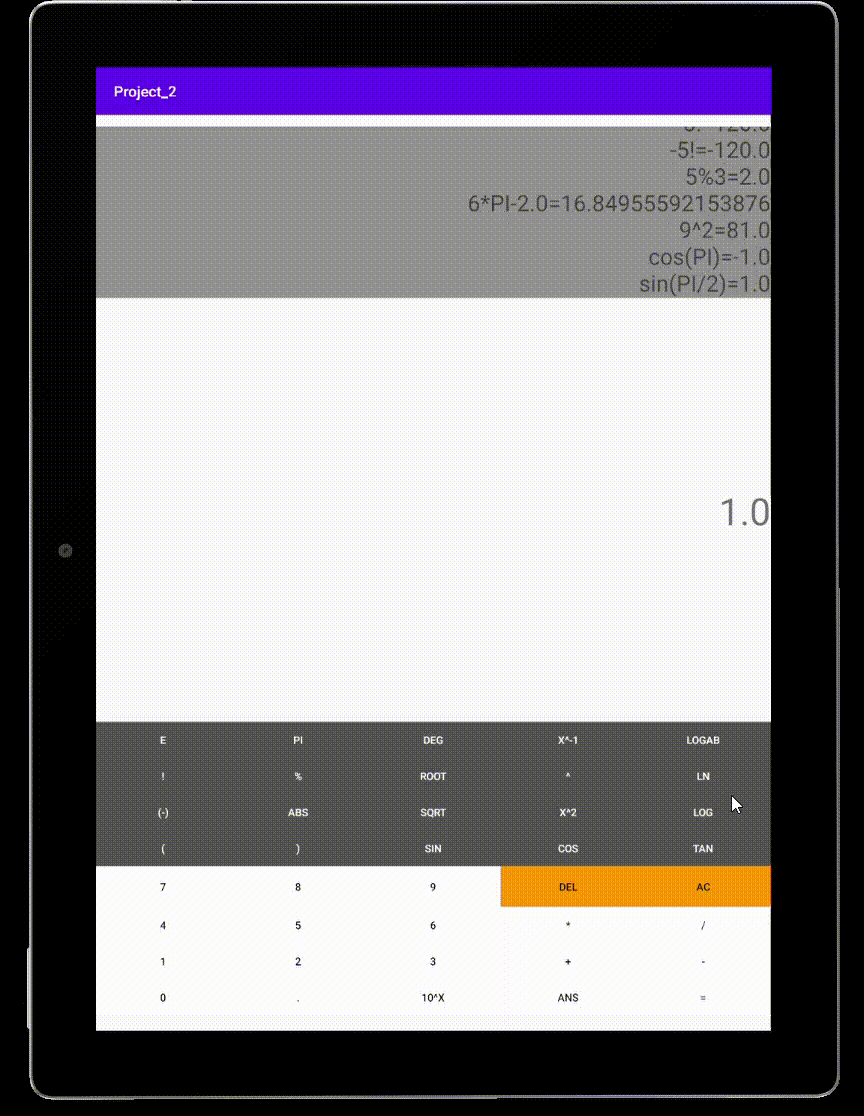 Project_2
-5!=-120.0
5%3=2.0
6*PI-2.0=16.84955592153876
9^2=81.0
cos(PI)=-1.0
sin(PI/2)=1.0
1.0
E PI DEG X^-1 LOGAB
! % ROOT ^ LN
(-) ABS SQRT X^2 LOG
( ) SIN COS TAN
7 8 9 DEL AC
4 5 6 * /
1 2 3 + -
0 . 10^X ANS =